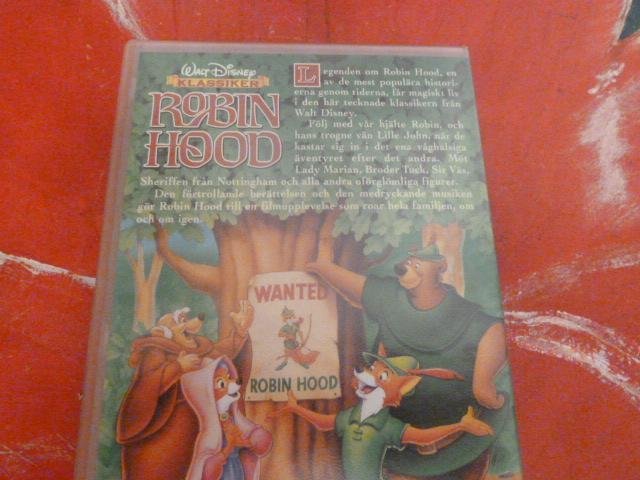 WALT DISNEY
KLASSIKER
ROBIN
HOOD
Legenden om Robin Hood, en
av de mest populära histori-
erna genom tiderna, får magiskt liv
i den här tecknade klassikern från
Walt Disney.
Följ med vår hjälte Robin, och
hans trogne vän Lille John, när de
kastar sig in i det ena våghalsiga
äventyret efter det andra. Möt
Lady Marian, Broder Tuck, Sir Väs,
Sheriffen från Nottingham och alla andra oförglömliga figurer.
Den förtrollande berättelsen och den medryckande musiken
gör Robin Hood till en filmupplevelse som roar hela familjen, om
och om igen.
WANTED
ROBIN HOOD